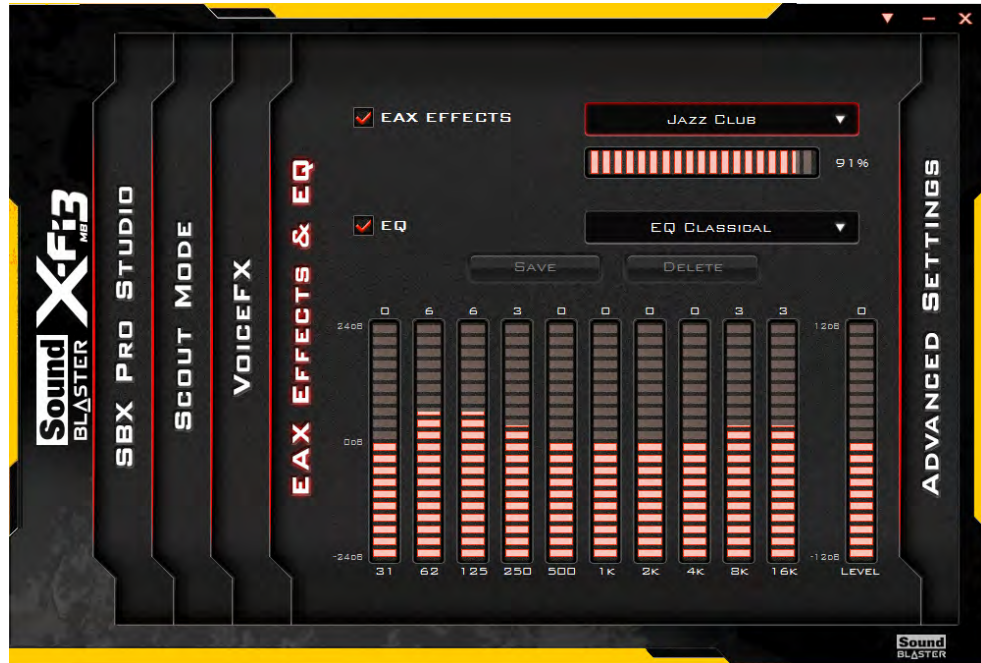 Sound
BLASTER
X-Fi3
MB
SBX PRO STUDIO
SCOUT MODE
VOICEFX
EAX EFFECTS & EQ
EAX EFFECTS
JAZZ CLUB
91%
EQ
EQ CLASSICAL
SAVE
DELETE
0 6 6 3 0 0 0 0 3 3 0
24DB 12DB
0DB
-24DB -12DB
31 62 125 250 500 1K 2K 4K 8K 16K LEVEL
ADVANCED SETTINGS
Sound
BLASTER